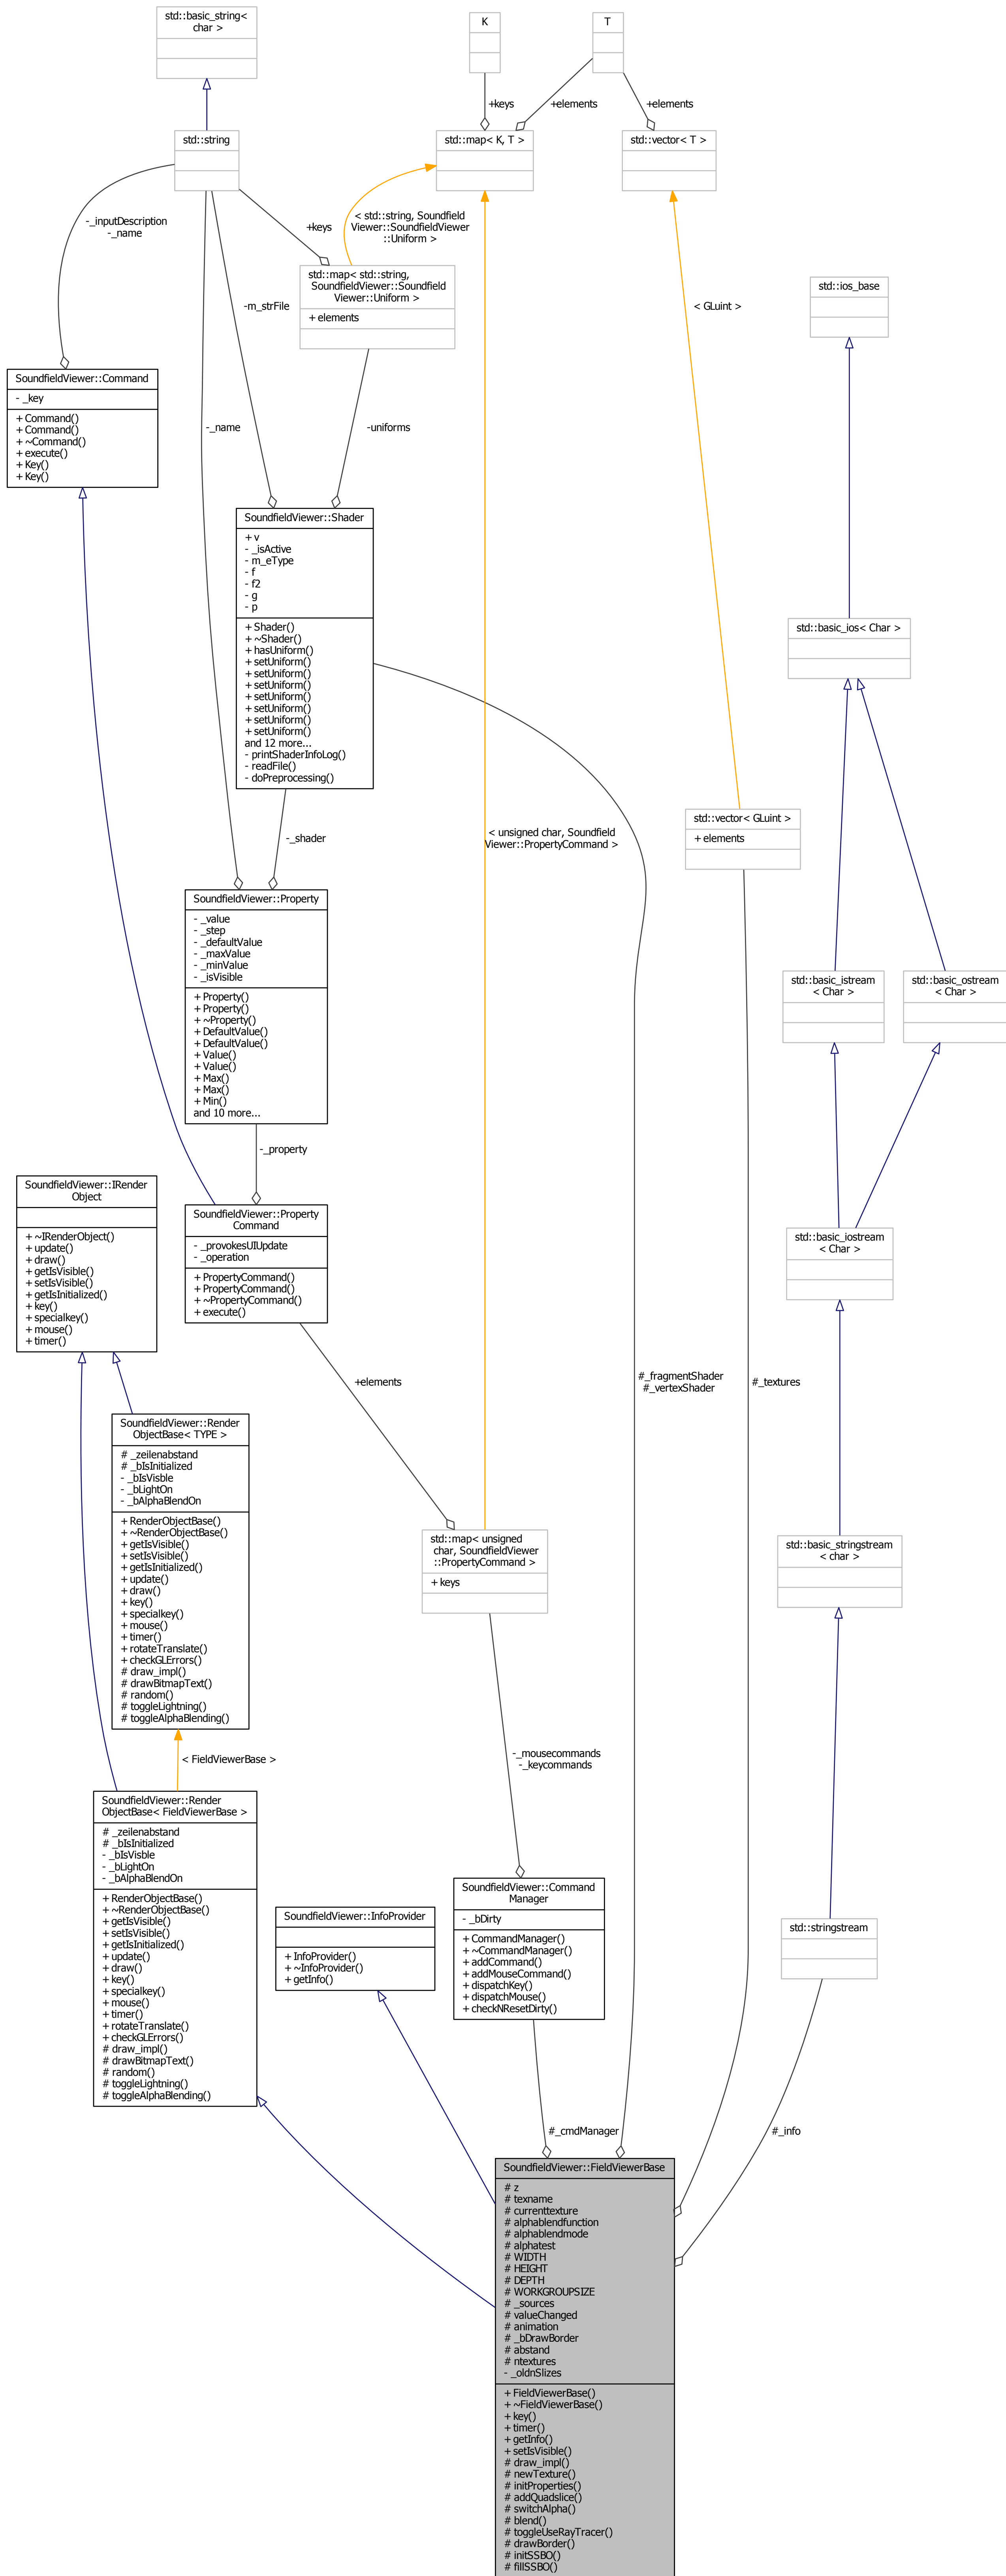 std::basic_string<
char >
K
T
+keys
+elements
+elements
std::string
std::map< K, T >
std::vector< T >
-_inputDescription
-_name
+keys
< std::string, Soundfield
Viewer::SoundfieldViewer
::Uniform >
std::map< std::string,
SoundfieldViewer::Soundfield
Viewer::Uniform >
+ elements
-m_strFile
< GLuint >
std::ios_base
SoundfieldViewer::Command
- _key
+ Command()
+ Command()
+ ~Command()
+ execute()
+ Key()
+ Key()
-_name
-uniforms
SoundfieldViewer::Shader
+ v
- _isActive
- m_eType
- f
- f2
- g
- p
+ Shader()
+ ~Shader()
+ hasUniform()
+ setUniform()
+ setUniform()
+ setUniform()
+ setUniform()
+ setUniform()
+ setUniform()
+ setUniform()
and 12 more...
- printShaderInfoLog()
- readFile()
- doPreprocessing()
std::basic_ios< Char >
-_shader
< unsigned char, Soundfield
Viewer::PropertyCommand >
std::vector< GLuint >
+ elements
SoundfieldViewer::Property
- _value
- _step
- _defaultValue
- _maxValue
- _minValue
- _isVisible
+ Property()
+ Property()
+ ~Property()
+ DefaultValue()
+ DefaultValue()
+ Value()
+ Value()
+ Max()
+ Max()
+ Min()
and 10 more...
std::basic_istream
< Char >
std::basic_ostream
< Char >
-_property
SoundfieldViewer::IRender
Object
+ ~IRenderObject()
+ update()
+ draw()
+ getIsVisible()
+ setIsVisible()
+ getIsInitialized()
+ key()
+ specialkey()
+ mouse()
+ timer()
SoundfieldViewer::Property
Command
- _provokesUIUpdate
- _operation
+ PropertyCommand()
+ PropertyCommand()
+ ~PropertyCommand()
+ execute()
std::basic_iostream
< Char >
+elements
#_fragmentShader
#_vertexShader
#_textures
SoundfieldViewer::Render
ObjectBase< TYPE >
# _zeilenabstand
# _bIsInitialized
- _bIsVisble
- _bLightOn
- _bAlphaBlendOn
+ RenderObjectBase()
+ ~RenderObjectBase()
+ getIsVisible()
+ setIsVisible()
+ getIsInitialized()
+ update()
+ draw()
+ key()
+ specialkey()
+ mouse()
+ timer()
+ rotateTranslate()
+ checkGLErrors()
# draw_impl()
# drawBitmapText()
# random()
# toggleLightning()
# toggleAlphaBlending()
std::map< unsigned
char, SoundfieldViewer
::PropertyCommand >
+ keys
std::basic_stringstream
< char >
< FieldViewerBase >
-_mousecommands
-_keycommands
SoundfieldViewer::Render
ObjectBase< FieldViewerBase >
# _zeilenabstand
# _bIsInitialized
- _bIsVisble
- _bLightOn
- _bAlphaBlendOn
+ RenderObjectBase()
+ ~RenderObjectBase()
+ getIsVisible()
+ setIsVisible()
+ getIsInitialized()
+ update()
+ draw()
+ key()
+ specialkey()
+ mouse()
+ timer()
+ rotateTranslate()
+ checkGLErrors()
# draw_impl()
# drawBitmapText()
# random()
# toggleLightning()
# toggleAlphaBlending()
SoundfieldViewer::InfoProvider
+ InfoProvider()
+ ~InfoProvider()
+ getInfo()
SoundfieldViewer::Command
Manager
- _bDirty
+ CommandManager()
+ ~CommandManager()
+ addCommand()
+ addMouseCommand()
+ dispatchKey()
+ dispatchMouse()
+ checkNResetDirty()
std::stringstream
#_cmdManager
#_info
SoundfieldViewer::FieldViewerBase
# z
# texname
# currenttexture
# alphablendfunction
# alphablendmode
# alphatest
# WIDTH
# HEIGHT
# DEPTH
# WORKGROUPSIZE
# _sources
# valueChanged
# animation
# _bDrawBorder
# abstand
# ntextures
- _oldnSlizes
+ FieldViewerBase()
+ ~FieldViewerBase()
+ key()
+ timer()
+ getInfo()
+ setIsVisible()
# draw_impl()
# newTexture()
# initProperties()
# addQuadslice()
# switchAlpha()
# blend()
# toggleUseRayTracer()
# drawBorder()
# initSSBO()
# fillSSBO()